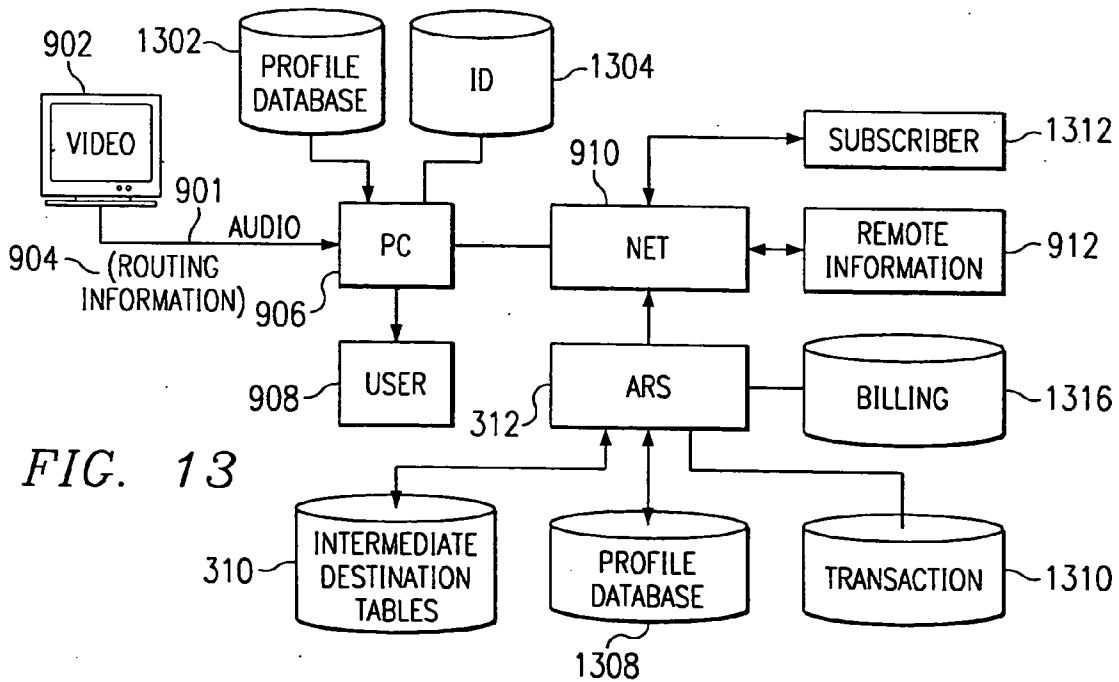 1302
1304
902
PROFILE
DATABASE
ID
VIDEO
910
SUBSCRIBER
1312
901
AUDIO
PC
NET
REMOTE
INFORMATION
912
904
(ROUTING
INFORMATION)
906
908
USER
312
ARS
BILLING
1316
FIG. 13
310
INTERMEDIATE
DESTINATION
TABLES
PROFILE
DATABASE
TRANSACTION
1310
1308